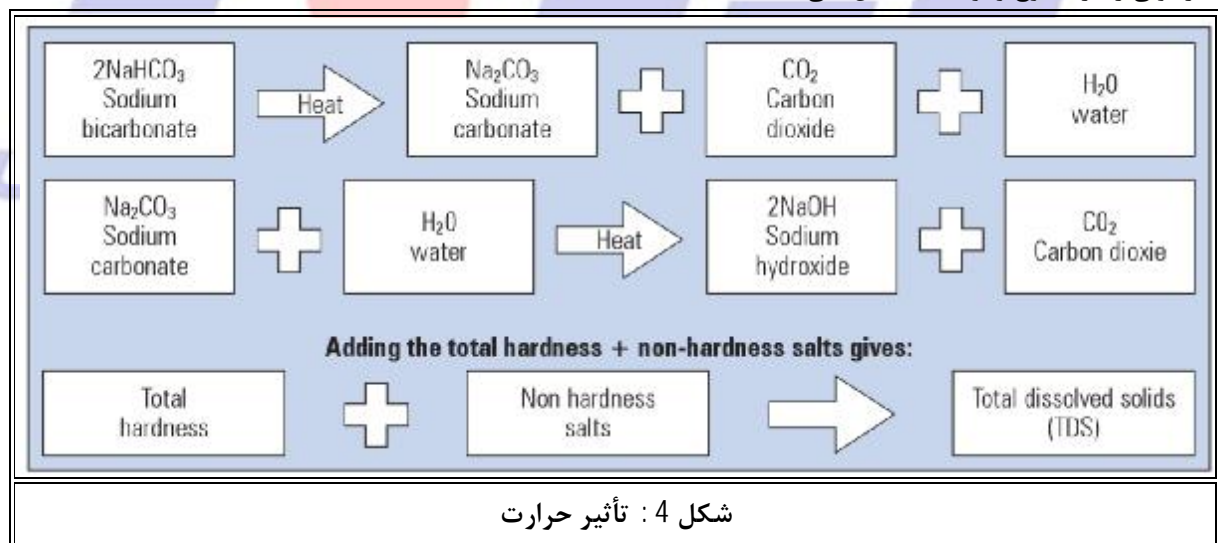 2NaHCO₃
Sodium
bicarbonate
Heat
Na₂CO₃
Sodium
carbonate
CO₂
Carbon
dioxide
H₂0
water
Na₂CO₃
Sodium
carbonate
H₂0
water
Heat
2NaOH
Sodium
hydroxide
C0₂
Carbon dioxie
Adding the total hardness + non-hardness salts gives:
Total
hardness
Non hardness
salts
Total dissolved solids
(TDS)
شکل 4 : تأثیر حرارت